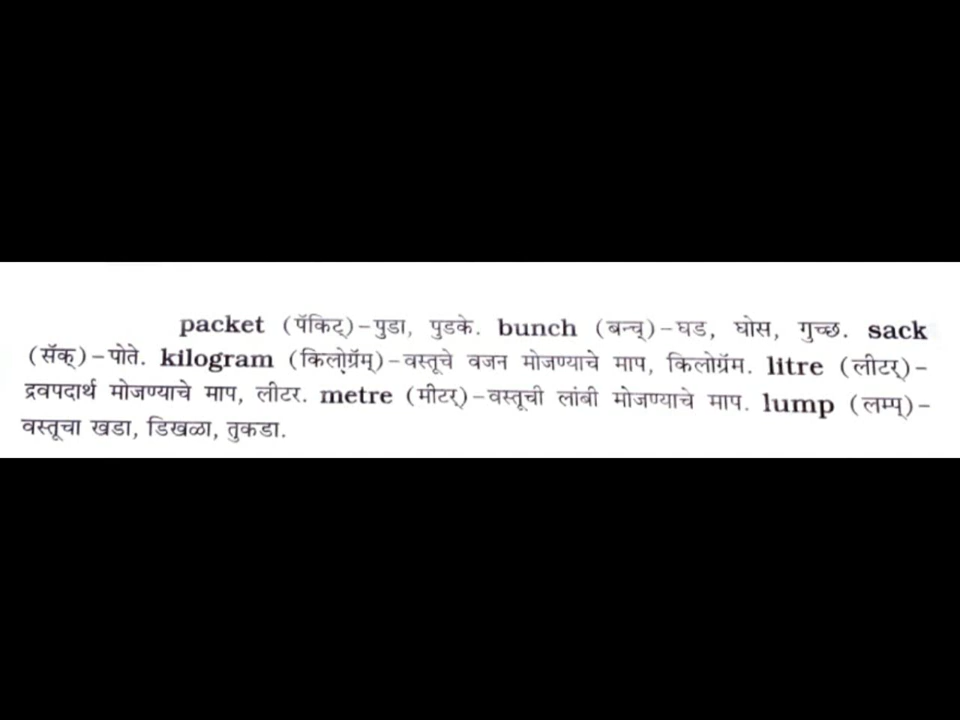 packet (पॅकिट्)–पुडा, पुडके. bunch (बन्च्)–घड, घोस, गुच्छ. sack
(सॅक्)–पोते. kilogram (किलोग्रॅम्)–वस्तूचे वजन मोजण्याचे माप, किलोग्रॅम. litre (लीटर्)–
द्रवपदार्थ मोजण्याचे माप, लीटर. metre (मीटर्)–वस्तूची लांबी मोजण्याचे माप. lump (लम्प्)–
वस्तूचा खडा, डिखळा, तुकडा.